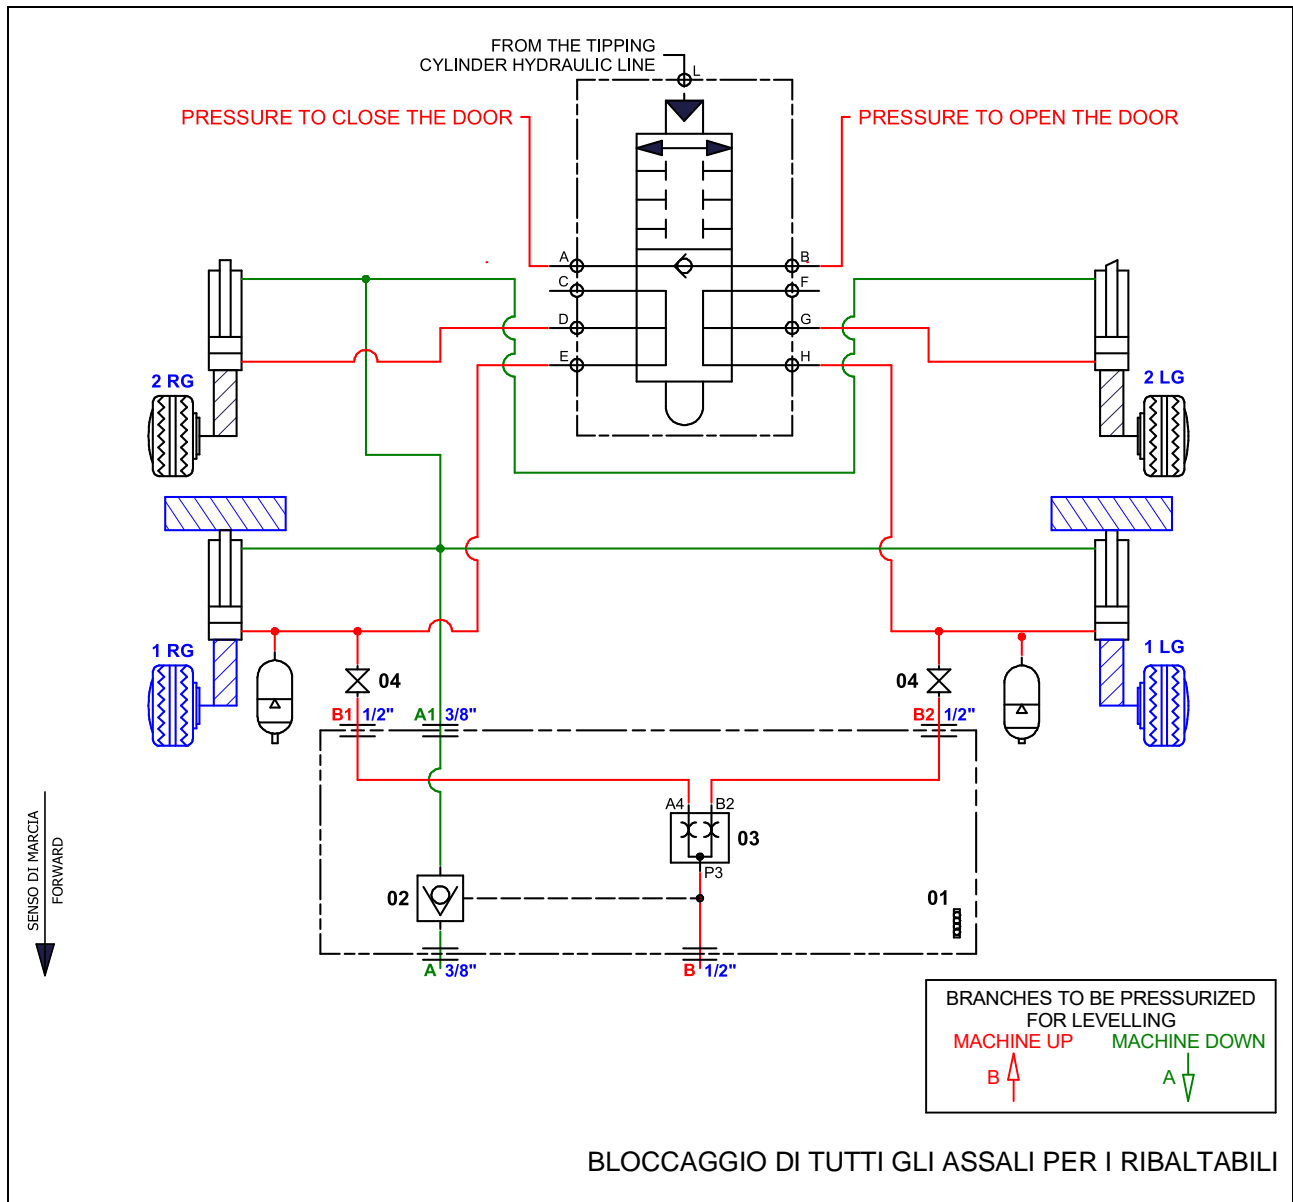 FROM THE TIPPING
CYLINDER HYDRAULIC LINE
L
PRESSURE TO CLOSE THE DOOR
PRESSURE TO OPEN THE DOOR
A
B
C
F
D
G
E
H
2 RG
2 LG
1 RG
1 LG
04
04
B1 1/2"
A1 3/8"
B2 1/2"
A4
B2
03
P3
02
01
A 3/8"
B 1/2"
SENSO DI MARCIA
FORWARD
BRANCHES TO BE PRESSURIZED
FOR LEVELLING
MACHINE UP
MACHINE DOWN
B
A
BLOCCAGGIO DI TUTTI GLI ASSALI PER I RIBALTABILI